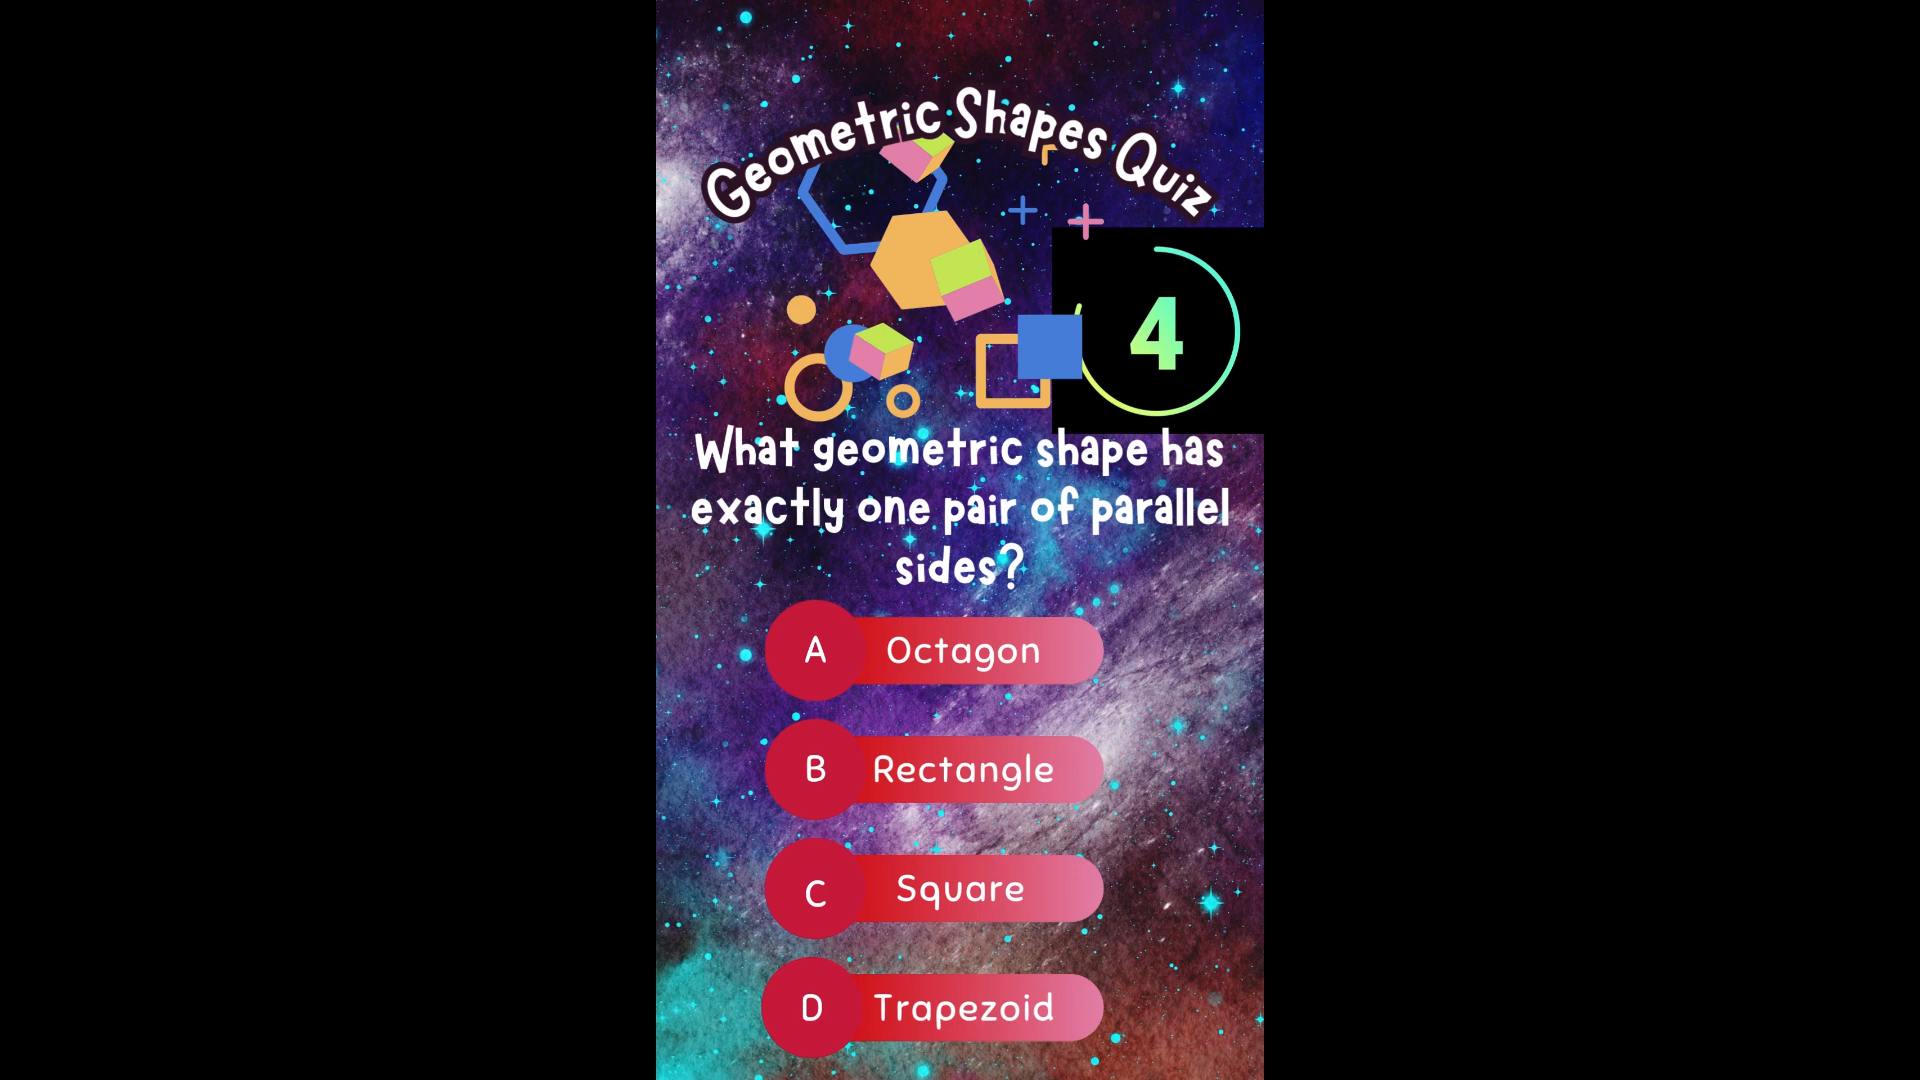 Geometric Shapes Quiz
4
What geometric shape has
exactly one pair of parallel
sides?
A Octagon
B Rectangle
C Square
D Trapezoid